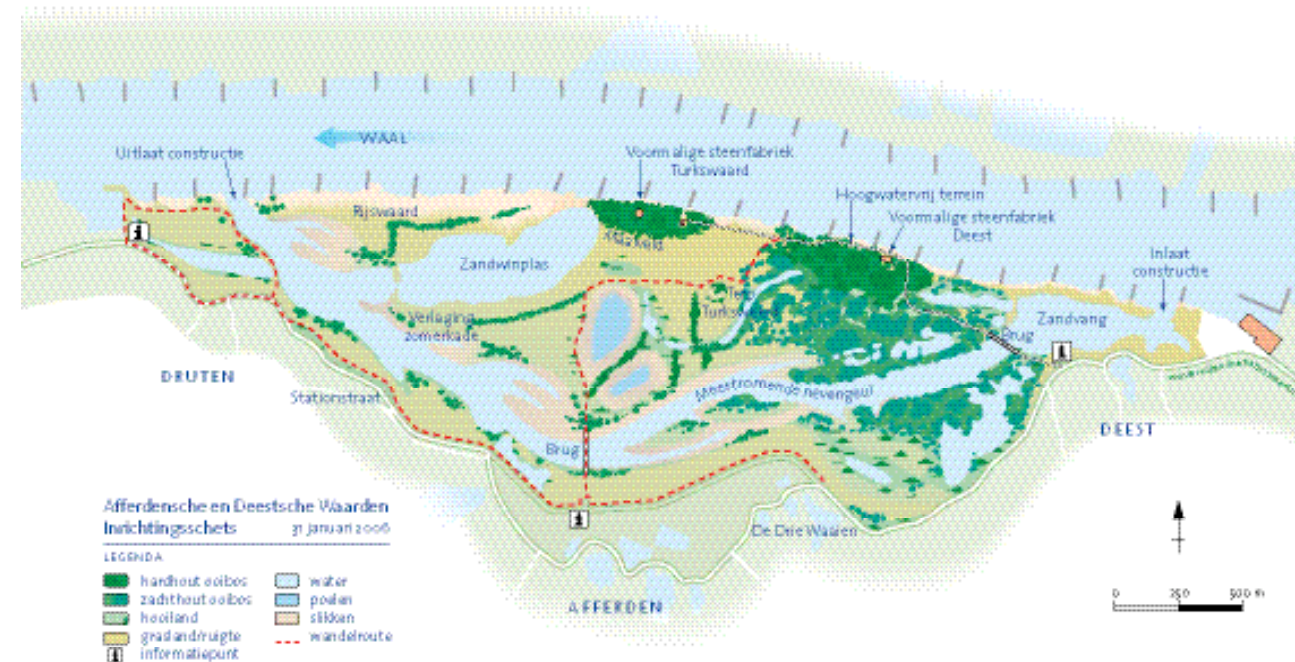 WAAL
Uitlaat constructie
Voormalige steenfabriek
Turkswaard
Hoogwatervrij terrein
Rijswaard
Voormalige steenfabriek
Deest
Zandwinplas
Inlaat
constructie
Turkswaard
Verlaging
zomerkade
Zandvang
Brug
DRUTEN
Stationstraat
Meestromende nevengeul
DEEST
Brug
De Drie Waaien
AFFERDEN
Afferdensche en Deestsche Waarden
Inrichtingsschets 31 januari 2006
LEGENDA
hardhout ooibos
zachthout ooibos
hooiland
grasland/ruigte
informatiepunt
water
poelen
slikken
wandelroute
0 250 500 m